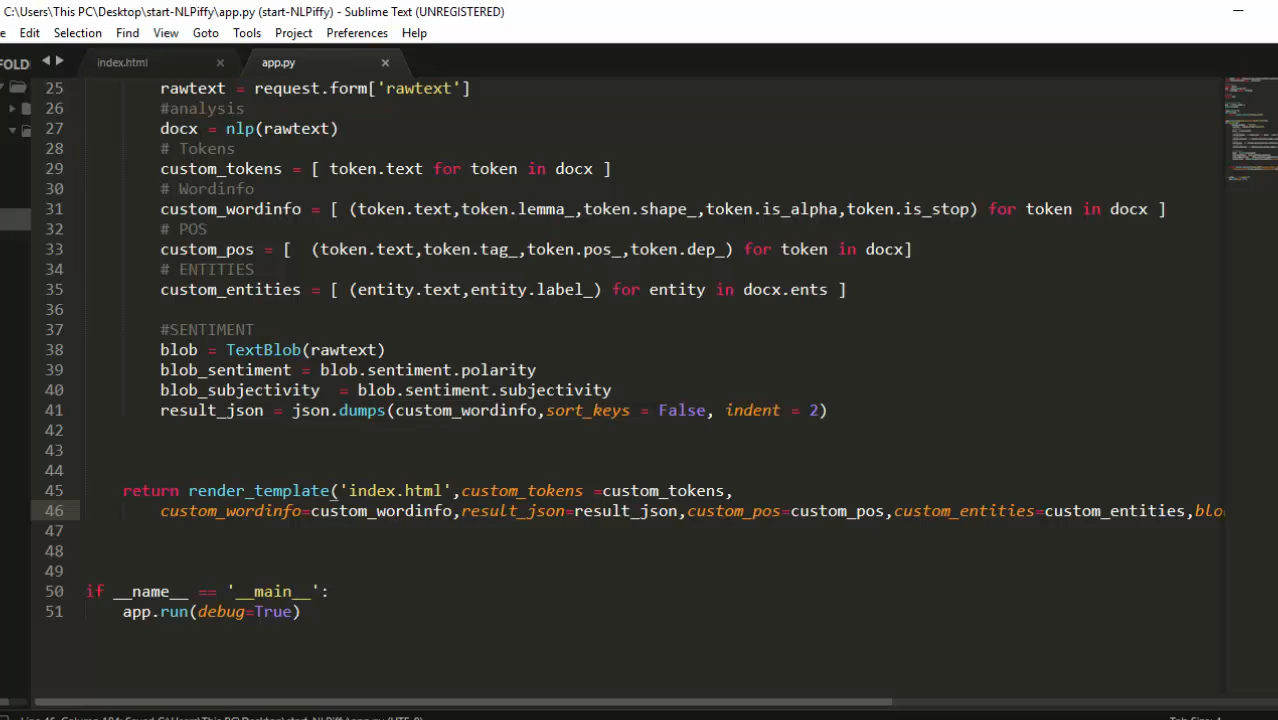 C:\Users\This PC\Desktop\start-NLPiffy\app.py (start-NLPiffy) - Sublime Text (UNREGISTERED)
Edit Selection Find View Goto Tools Project Preferences Help
FOLD index.html × app.py ×
25 rawtext = request.form['rawtext']
26 #analysis
27 docx = nlp(rawtext)
28 # Tokens
29 custom_tokens = [ token.text for token in docx ]
30 # Wordinfo
31 custom_wordinfo = [ (token.text,token.lemma_,token.shape_,token.is_alpha,token.is_stop) for token in docx ]
32 # POS
33 custom_pos = [  (token.text,token.tag_,token.pos_,token.dep_) for token in docx]
34 # ENTITIES
35 custom_entities = [ (entity.text,entity.label_) for entity in docx.ents ]
36
37 #SENTIMENT
38 blob = TextBlob(rawtext)
39 blob_sentiment = blob.sentiment.polarity
40 blob_subjectivity  = blob.sentiment.subjectivity
41 result_json = json.dumps(custom_wordinfo,sort_keys = False, indent = 2)
42
43
44
45 return render_template('index.html',custom_tokens =custom_tokens,
46 custom_wordinfo=custom_wordinfo,result_json=result_json,custom_pos=custom_pos,custom_entities=custom_entities,blo
47
48
49
50 if __name__ == '__main__':
51 app.run(debug=True)